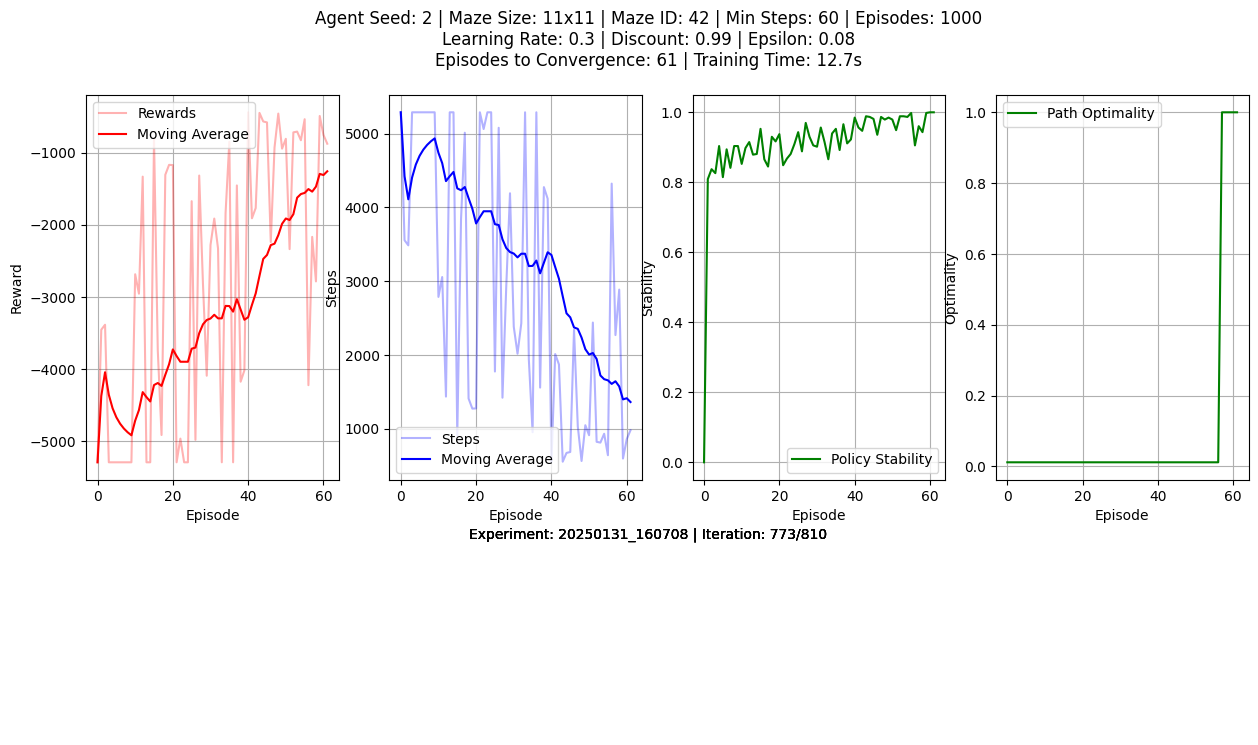 Agent Seed: 2 | Maze Size: 11x11 | Maze ID: 42 | Min Steps: 60 | Episodes: 1000
Learning Rate: 0.3 | Discount: 0.99 | Epsilon: 0.08
Episodes to Convergence: 61 | Training Time: 12.7s
Rewards
Moving Average
−1000
−2000
−3000
−4000
−5000
Reward
0
20
40
60
Episode
5000
4000
3000
2000
1000
Steps
Steps
Moving Average
0
20
40
60
Episode
1.0
0.8
0.6
0.4
0.2
0.0
Stability
Policy Stability
0
20
40
60
Episode
Path Optimality
1.0
0.8
0.6
0.4
0.2
0.0
Optimality
0
20
40
60
Episode
Experiment: 20250131_160708 | Iteration: 773/810